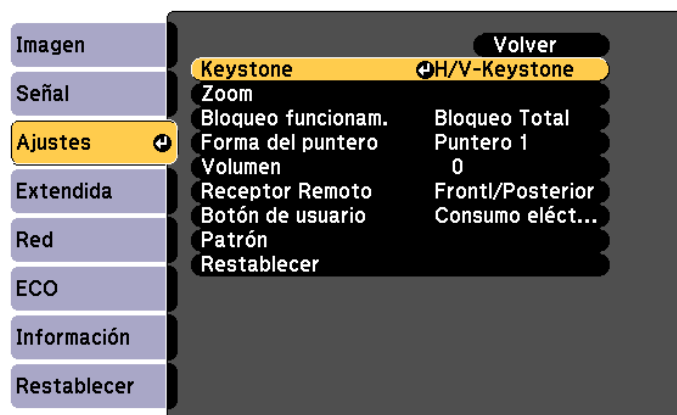 Imagen
Señal
Ajustes
Extendida
Red
ECO
Información
Restablecer
Volver
Keystone H/V-Keystone
Zoom
Bloqueo funcionam. Bloqueo Total
Forma del puntero Puntero 1
Volumen 0
Receptor Remoto Frontl/Posterior
Botón de usuario Consumo eléct...
Patrón
Restablecer